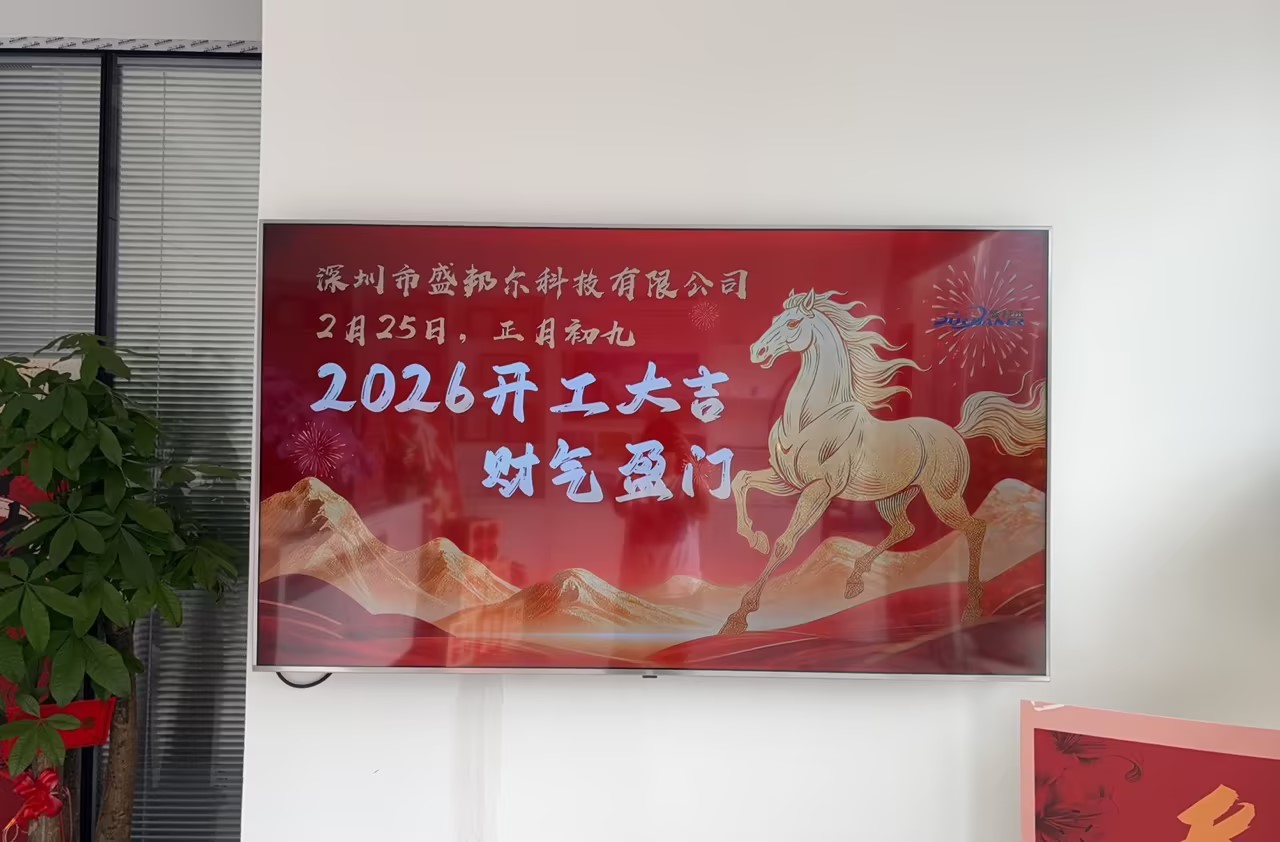 深圳市盛邦尔科技有限公司
2月25日，正月初九
2026开工大吉
财气盈门